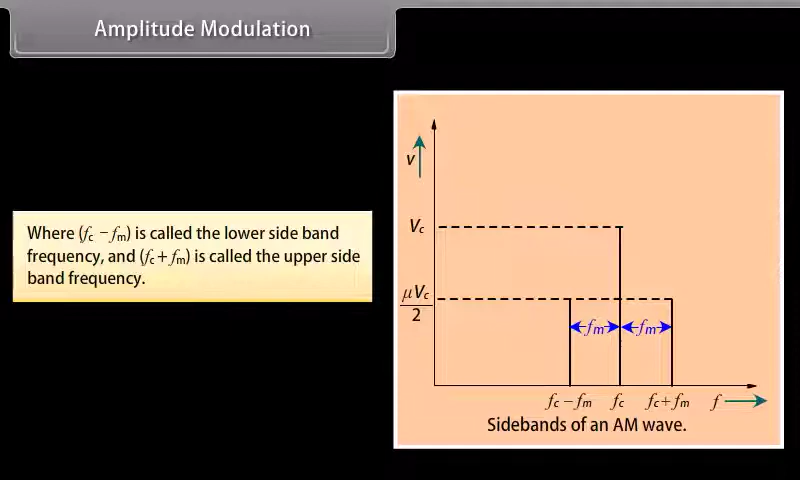 Amplitude Modulation
Where (fc − fm) is called the lower side band
frequency, and (fc + fm) is called the upper side
band frequency.
v
Vc
μVc
2
fm fm
fc − fm fc fc + fm f
Sidebands of an AM wave.